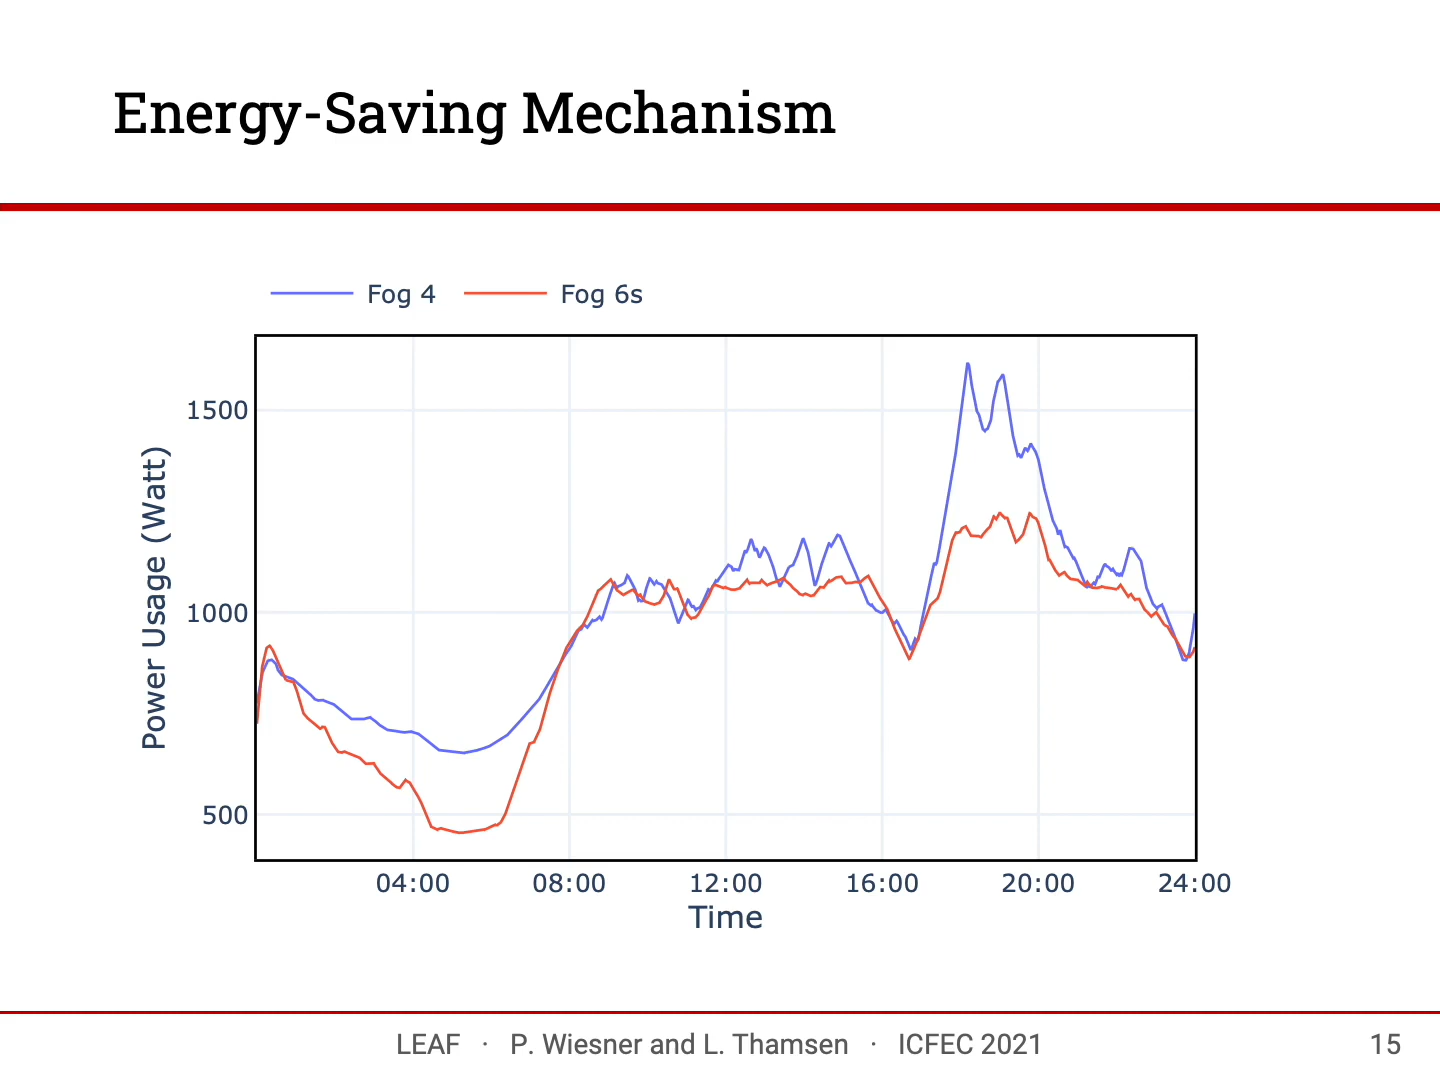 Energy-Saving Mechanism
Fog 4
Fog 6s
Power Usage (Watt)
1500
1000
500
04:00
08:00
12:00
16:00
20:00
24:00
Time
LEAF · P. Wiesner and L. Thamsen · ICFEC 2021
15